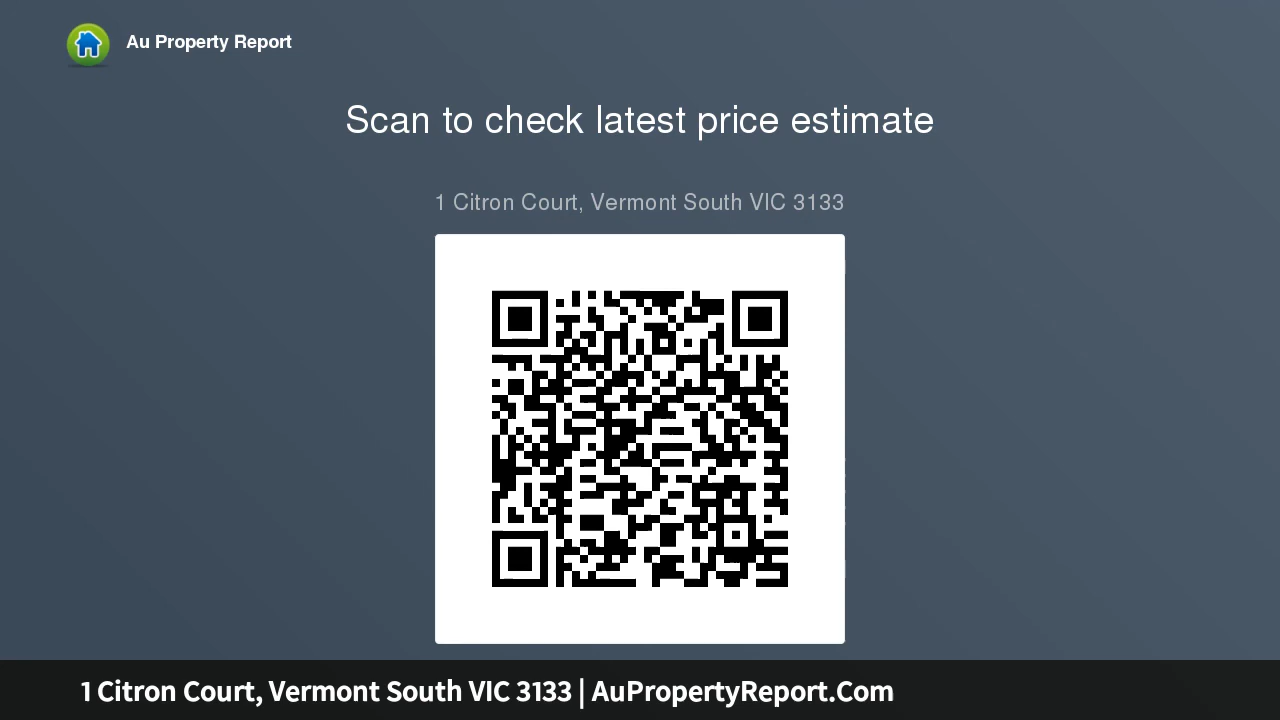 Au Property Report
Scan to check latest price estimate
1 Citron Court, Vermont South VIC 3133
1 Citron Court, Vermont South VIC 3133 | AuPropertyReport.Com